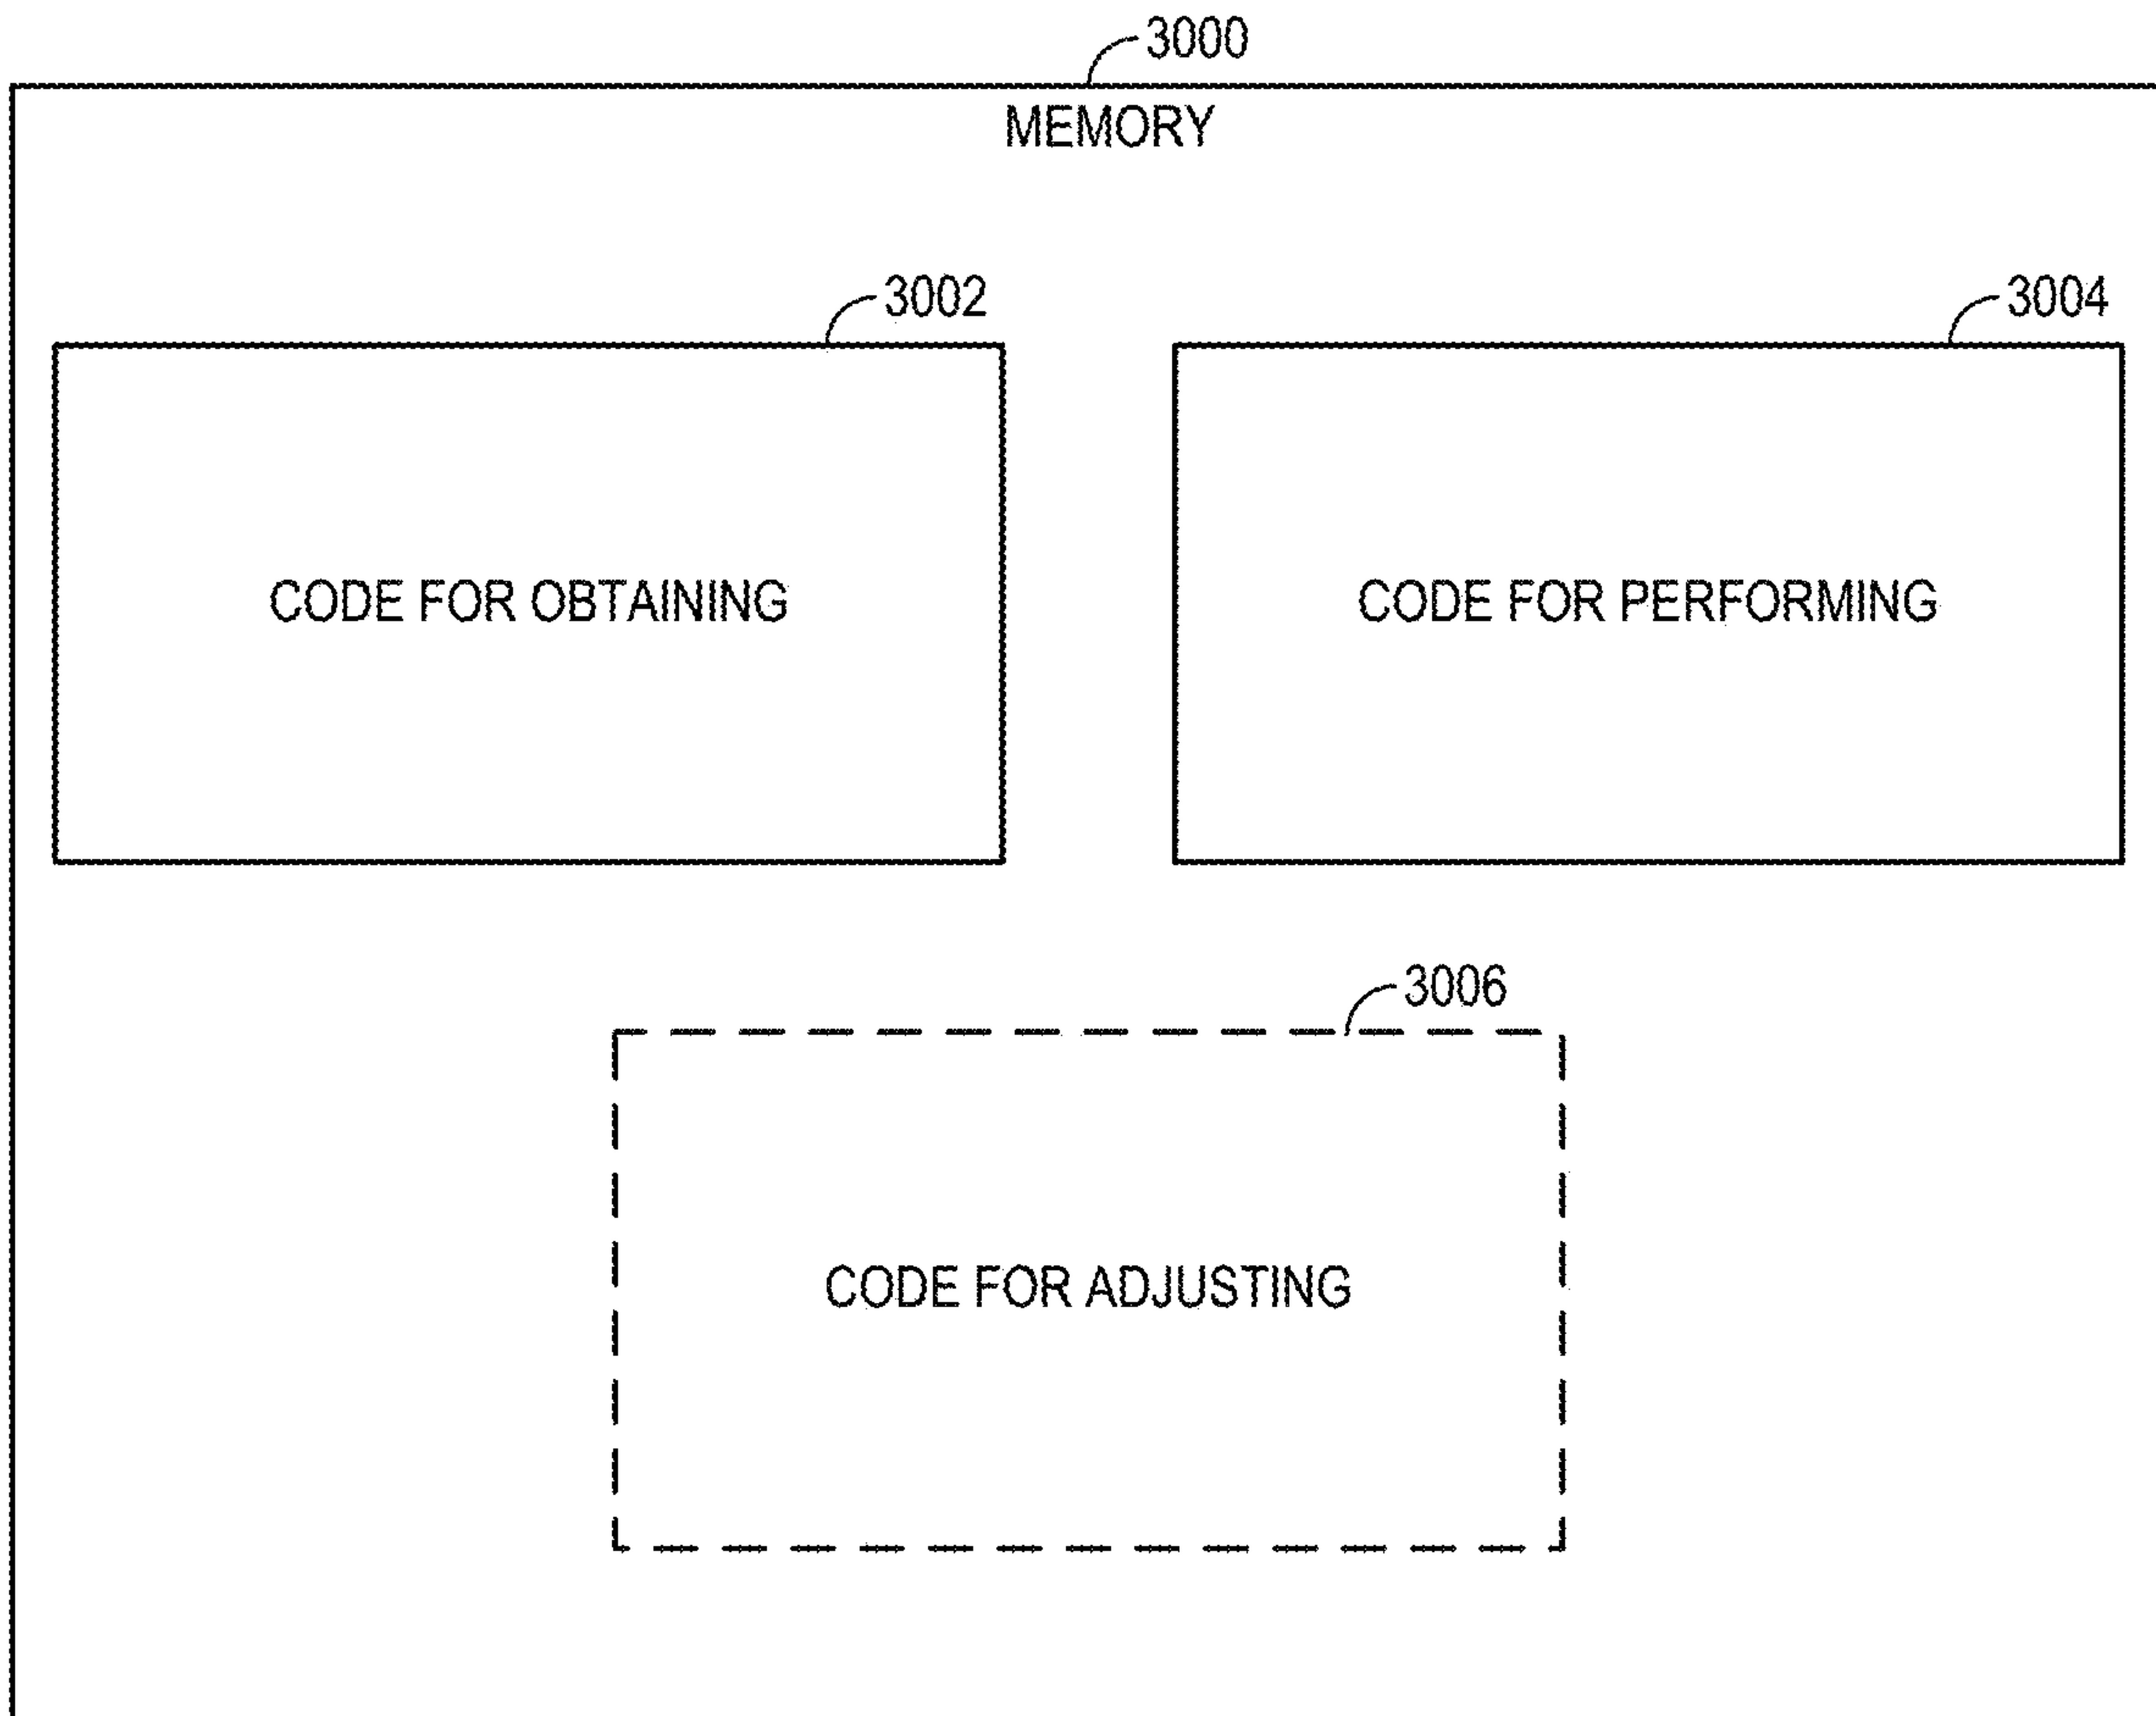 3000
MEMORY
3002
3004
CODE FOR OBTAINING
CODE FOR PERFORMING
3006
CODE FOR ADJUSTING